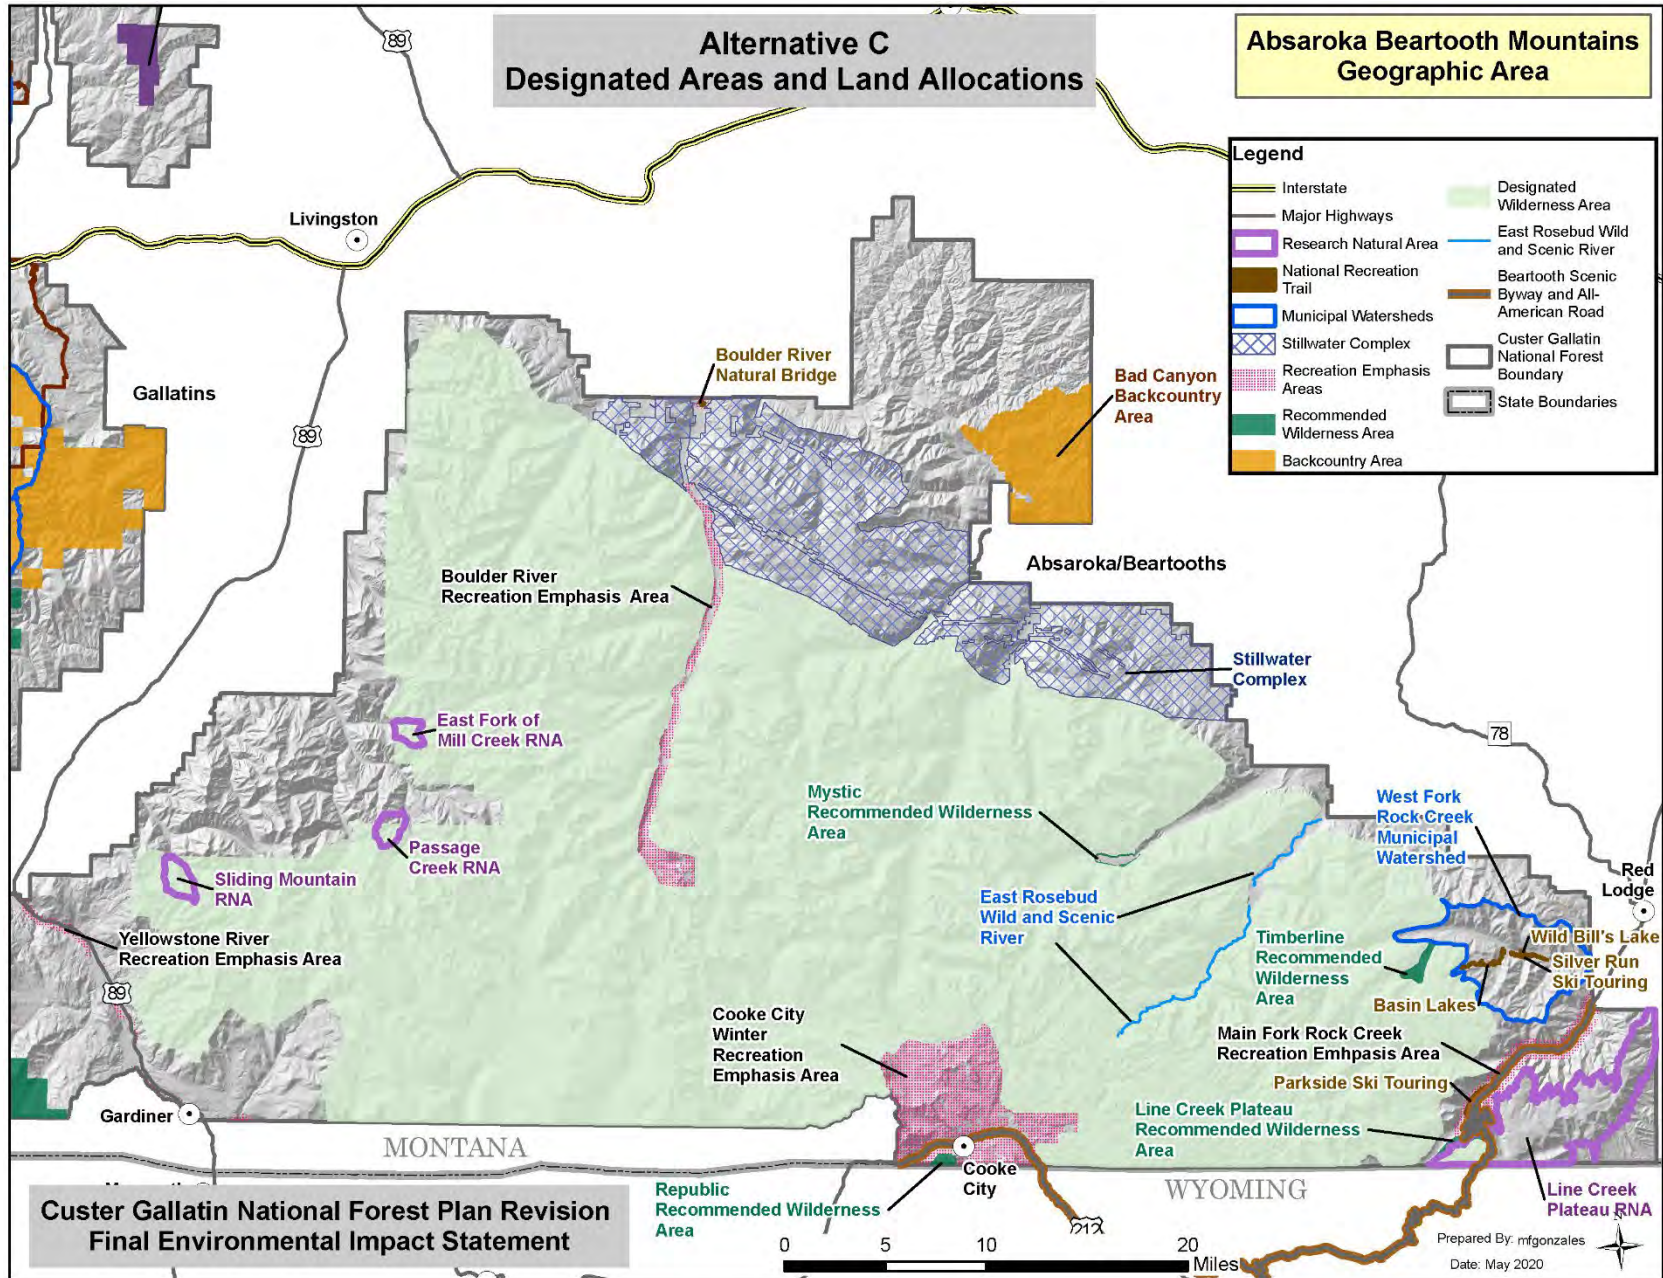 Alternative C
Designated Areas and Land Allocations
Absaroka Beartooth Mountains
Geographic Area
Legend
Interstate
Major Highways
Research Natural Area
National Recreation
Trail
Municipal Watersheds
Stillwater Complex
Recreation Emphasis
Areas
Recommended
Wilderness Area
Backcountry Area
Designated
Wilderness Area
East Rosebud Wild
and Scenic River
Beartooth Scenic
Byway and All-
American Road
Custer Gallatin
National Forest
Boundary
State Boundaries
89
Livingston
Gallatins
89
Boulder River
Natural Bridge
Bad Canyon
Backcountry
Area
Boulder River
Recreation Emphasis Area
Absaroka/Beartooths
Stillwater
Complex
78
East Fork of
Mill Creek RNA
Passage
Creek RNA
Sliding Mountain
RNA
Yellowstone River
Recreation Emphasis Area
89
Mystic
Recommended Wilderness
Area
West Fork
Rock Creek
Municipal
Watershed
Red
Lodge
East Rosebud
Wild and Scenic
River
Timberline
Recommended
Wilderness
Area
Wild Bill's Lake
Silver Run
Ski Touring
Basin Lakes
Cooke City
Winter
Recreation
Emphasis Area
Main Fork Rock Creek
Recreation Emhpasis Area
Parkside Ski Touring
Line Creek Plateau
Recommended Wilderness
Area
Gardiner
MONTANA
Cooke
City
WYOMING
Republic
Recommended Wilderness
Area
212
Line Creek
Plateau RNA
Custer Gallatin National Forest Plan Revision
Final Environmental Impact Statement
0 5 10 20
Miles
N
Prepared By: mfgonzales
Date: May 2020